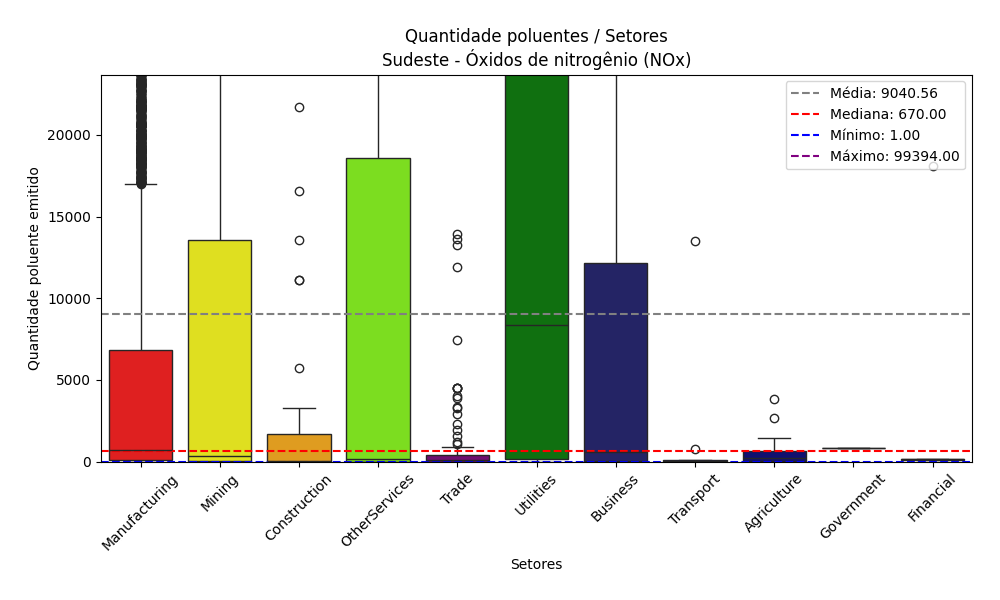 Quantidade poluentes / Setores
Sudeste - Óxidos de nitrogênio (NOx)
Média: 9040.56
Mediana: 670.00
Mínimo: 1.00
Máximo: 99394.00
Quantidade poluente emitido
20000
15000
10000
5000
0
Manufacturing
Mining
Construction
OtherServices
Trade
Utilities
Business
Transport
Agriculture
Government
Financial
Setores